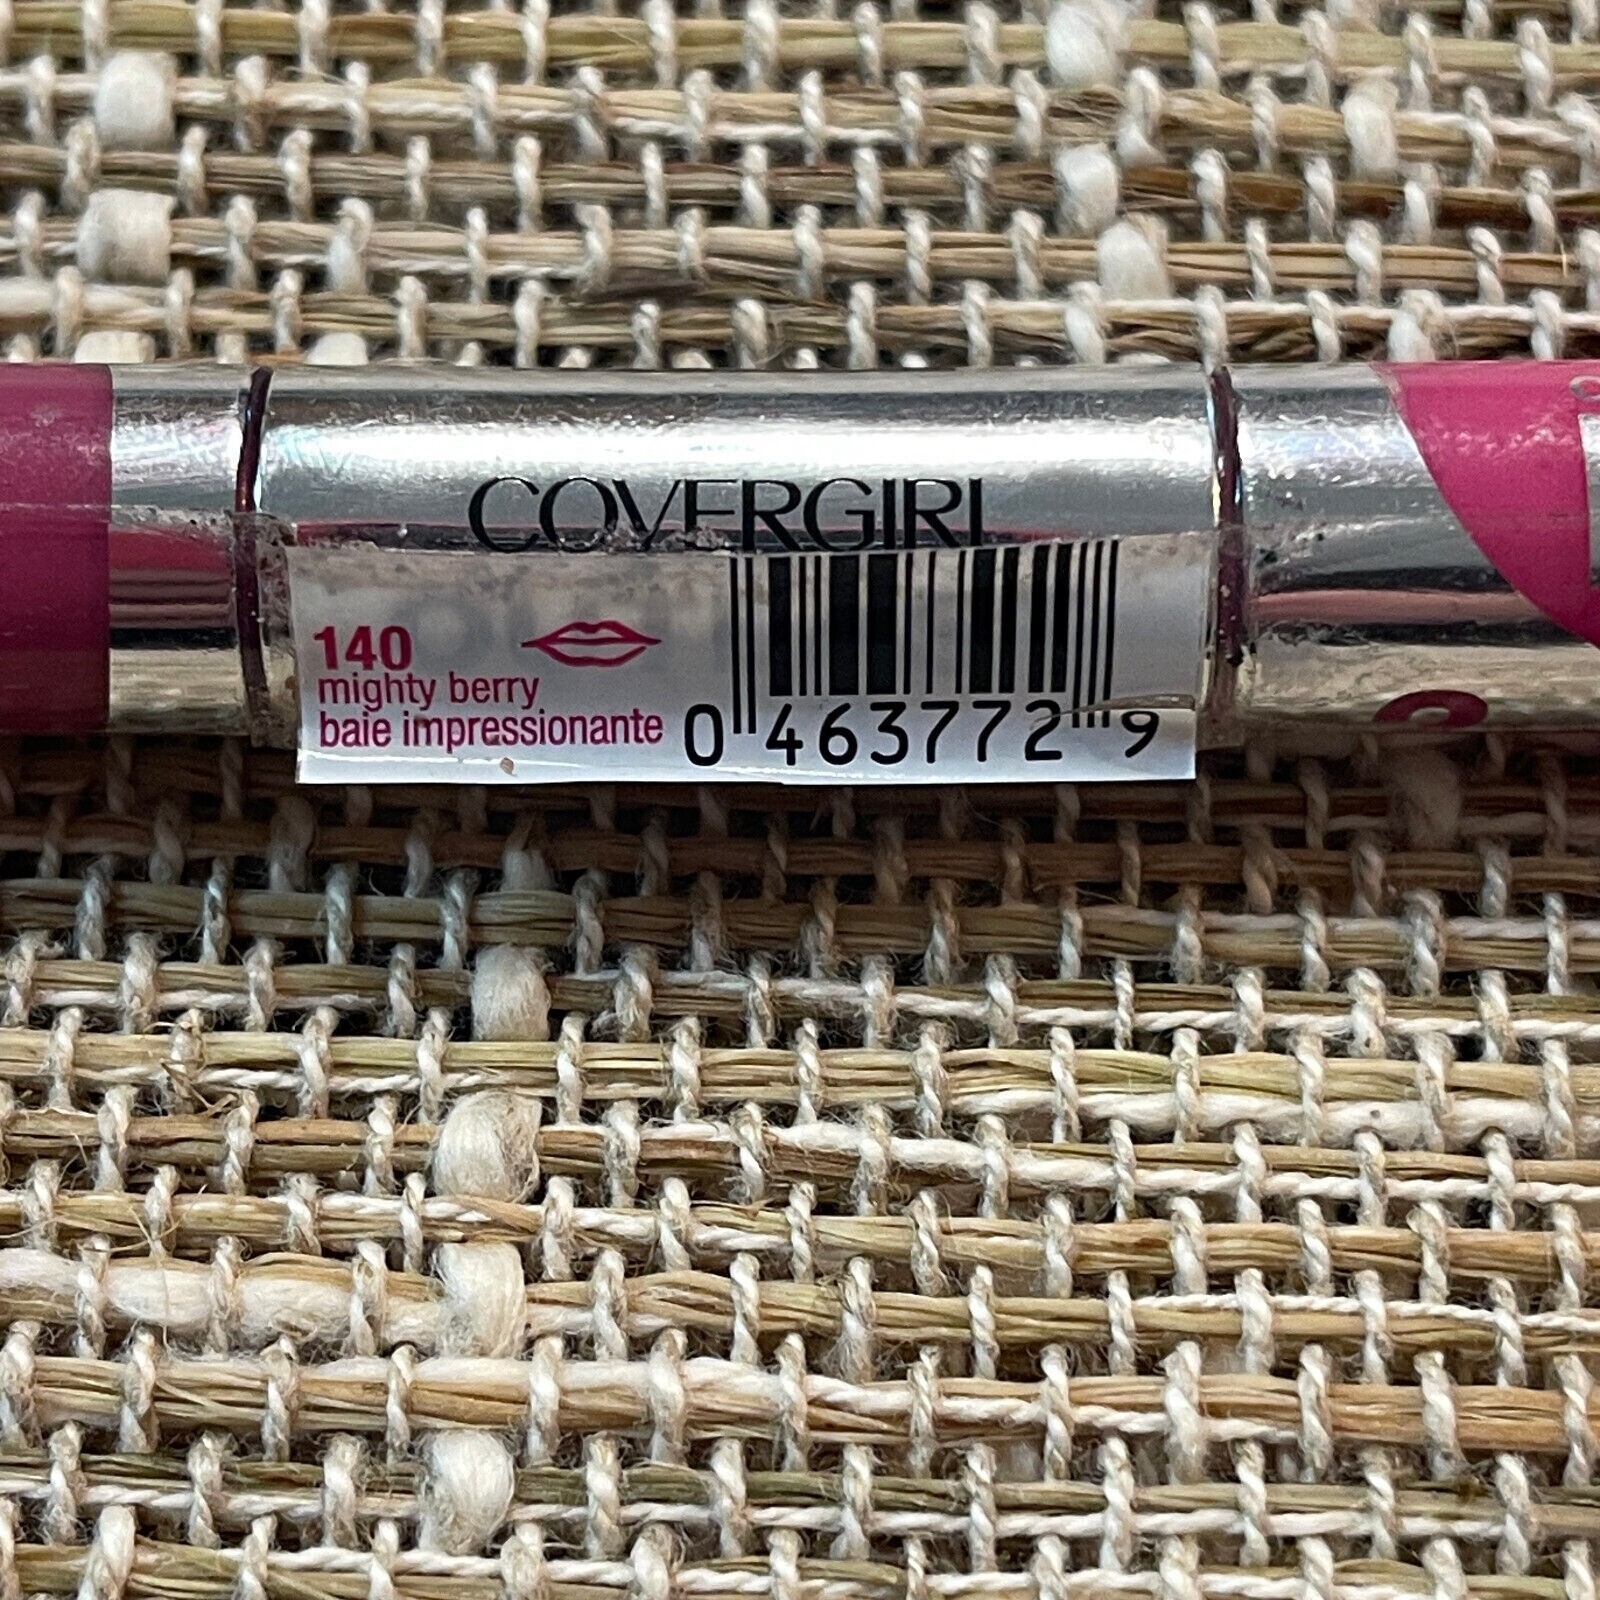 COVERGIRL
140
mighty berry
baie impressionante
0 463772 9